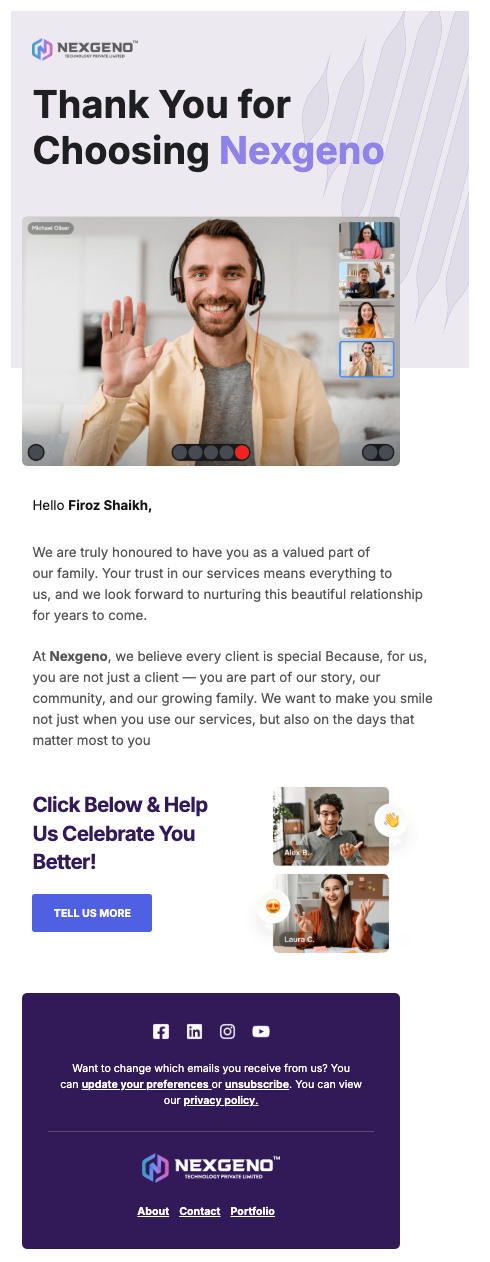 NEXGENO™
TECHNOLOGY PRIVATE LIMITED
Thank You for
Choosing Nexgeno
Michael Oliser
Alex B.
Laura C.
Hello Firoz Shaikh,
We are truly honoured to have you as a valued part of
our family. Your trust in our services means everything to
us, and we look forward to nurturing this beautiful relationship
for years to come.
At Nexgeno, we believe every client is special Because, for us,
you are not just a client — you are part of our story, our
community, and our growing family. We want to make you smile
not just when you use our services, but also on the days that
matter most to you
Click Below & Help
Us Celebrate You
Better!
TELL US MORE
Alex B.
Laura C.
Want to change which emails you receive from us? You
can update your preferences or unsubscribe. You can view
our privacy policy.
NEXGENO™
TECHNOLOGY PRIVATE LIMITED
About Contact Portfolio